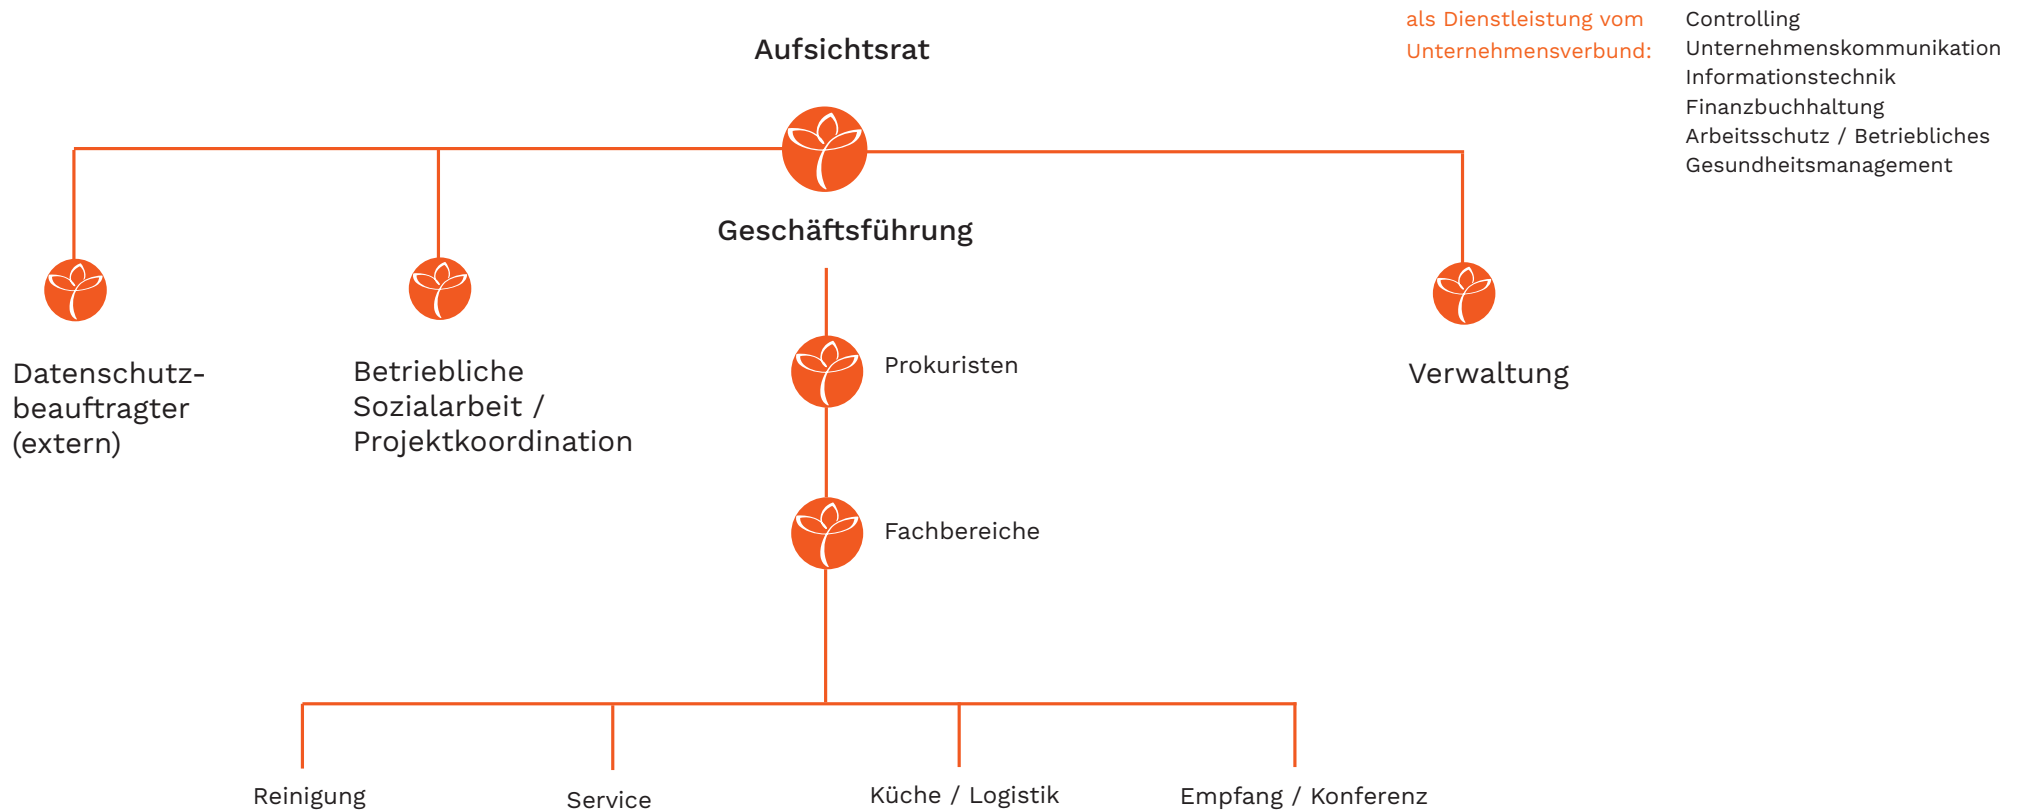 als Dienstleistung vom
Unternehmensverbund:
Controlling
Unternehmenskommunikation
Informationstechnik
Finanzbuchhaltung
Arbeitsschutz / Betriebliches
Gesundheitsmanagement
Aufsichtsrat
Geschäftsführung
Datenschutz-
beauftragter
(extern)
Betriebliche
Sozialarbeit /
Projektkoordination
Prokuristen
Verwaltung
Fachbereiche
Reinigung
Service
Küche / Logistik
Empfang / Konferenz